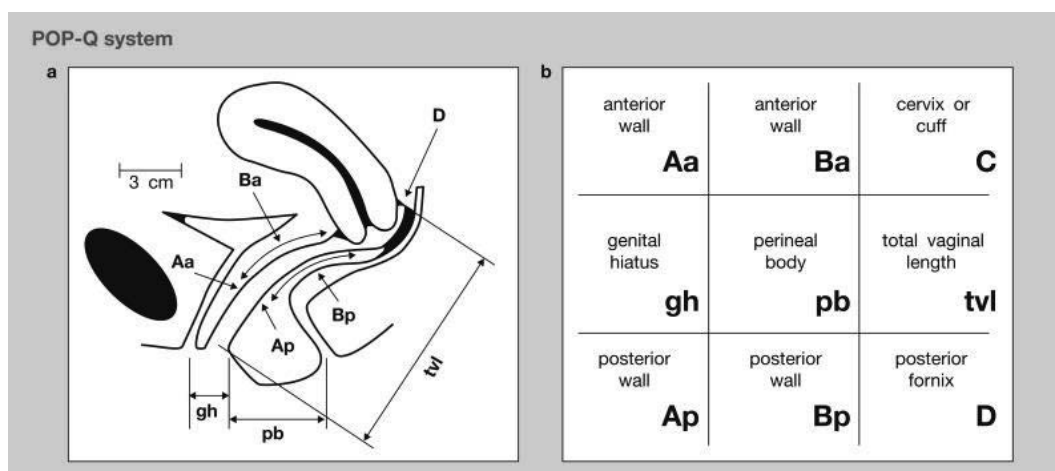 POP-Q system
a
D
3 cm
Ba
Aa
Bp
Ap
tvl
gh
pb
b
anterior
wall
Aa
anterior
wall
Ba
cervix or
cuff
C
genital
hiatus
gh
perineal
body
pb
total vaginal
length
tvl
posterior
wall
Ap
posterior
wall
Bp
posterior
fornix
D